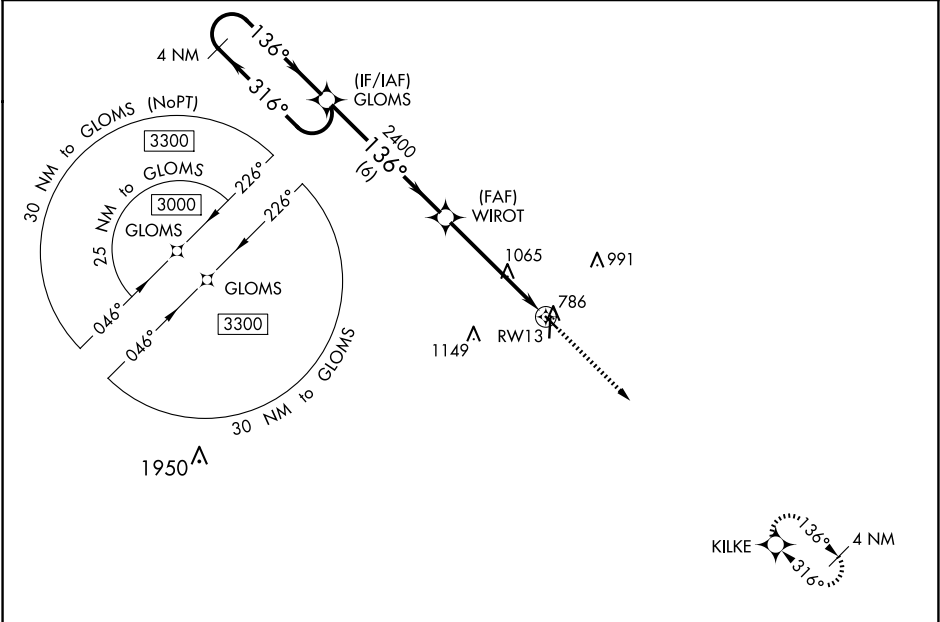 136°
4 NM
316°
(IF/IAF)
GLOMS
30 NM to GLOMS (NoPT)
3300
2400
136°
(6)
25 NM to GLOMS
3000
226°
GLOMS
226°
(FAF)
WIROT
1065
991
046°
GLOMS
786
RW13
1149
046°
3300
30 NM to GLOMS
1950
KILKE
136°
4 NM
316°